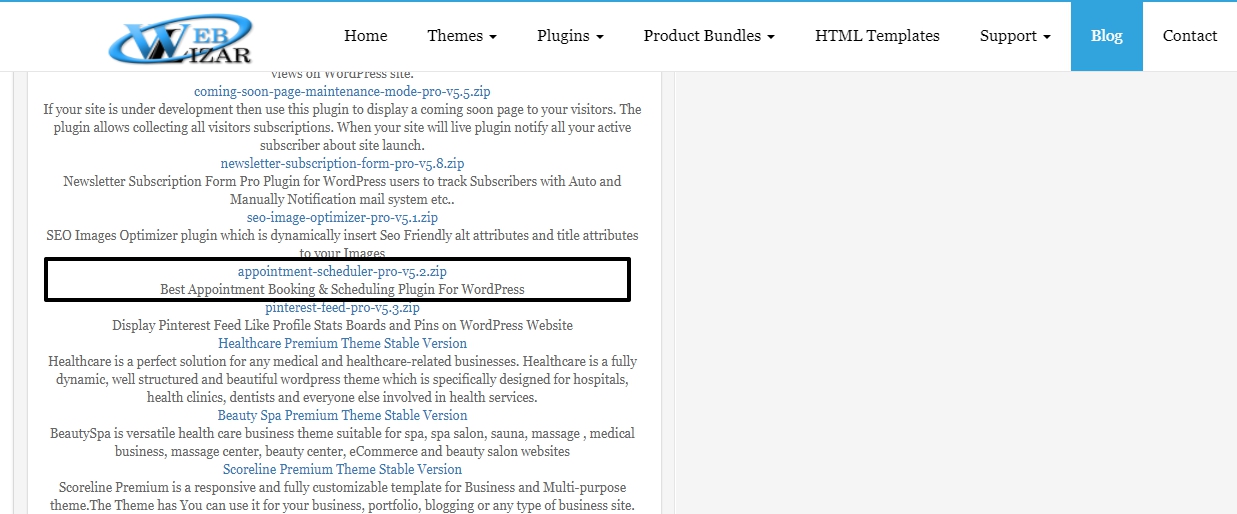 WEB
IZAR
Home
Themes
Plugins
Product Bundles
HTML Templates
Support
Blog
Contact
views on WordPress site.
coming-soon-page-maintenance-mode-pro-v5.5.zip
If your site is under development then use this plugin to display a coming soon page to your visitors. The
plugin allows collecting all visitors subscriptions. When your site will live plugin notify all your active
subscriber about site launch.
newsletter-subscription-form-pro-v5.8.zip
Newsletter Subscription Form Pro Plugin for WordPress users to track Subscribers with Auto and
Manually Notification mail system etc..
seo-image-optimizer-pro-v5.1.zip
SEO Images Optimizer plugin which is dynamically insert Seo Friendly alt attributes and title attributes
to your Images
appointment-scheduler-pro-v5.2.zip
Best Appointment Booking & Scheduling Plugin For WordPress
pinterest-feed-pro-v5.3.zip
Display Pinterest Feed Like Profile Stats Boards and Pins on WordPress Website
Healthcare Premium Theme Stable Version
Healthcare is a perfect solution for any medical and healthcare-related businesses. Healthcare is a fully
dynamic, well structured and beautiful wordpress theme which is specifically designed for hospitals,
health clinics, dentists and everyone else involved in health services.
Beauty Spa Premium Theme Stable Version
BeautySpa is versatile health care business theme suitable for spa, spa salon, sauna, massage , medical
business, massage center, beauty center, eCommerce and beauty salon websites
Scoreline Premium Theme Stable Version
Scoreline Premium is a responsive and fully customizable template for Business and Multi-purpose
theme.The Theme has You can use it for your business, portfolio, blogging or any type of business site.